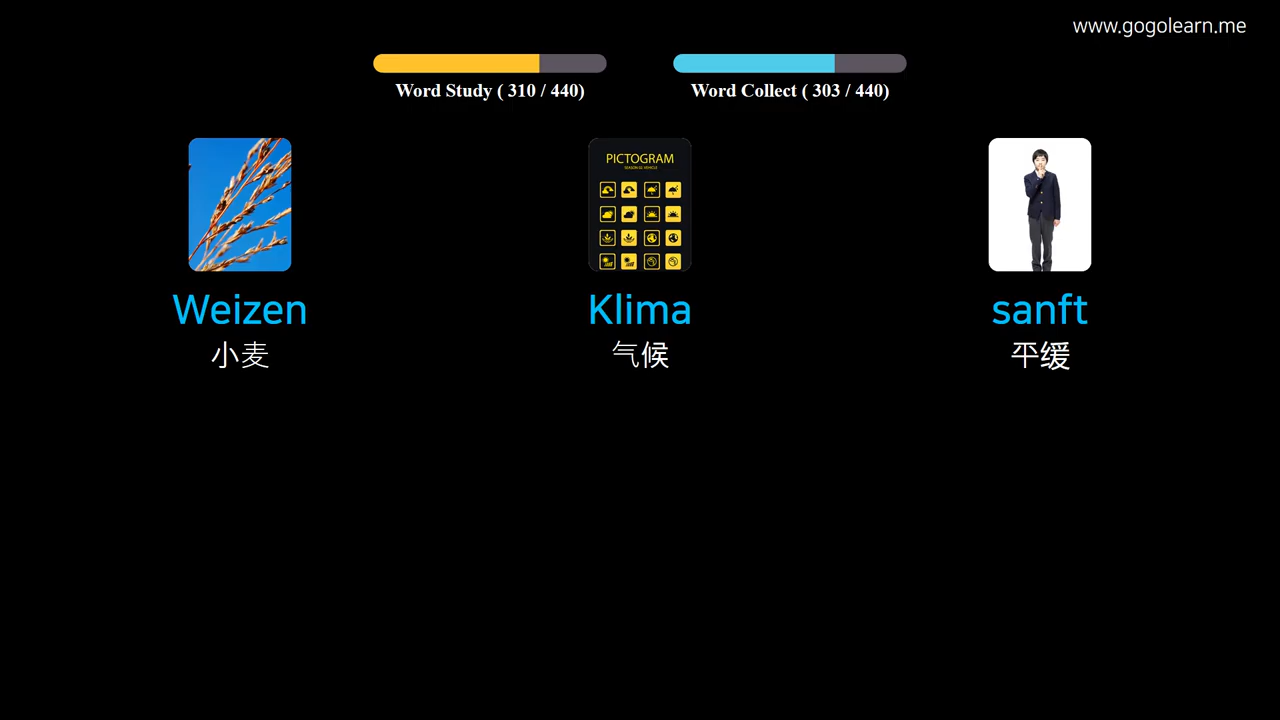 www.gogolearn.me
Word Study ( 310 / 440)
Word Collect ( 303 / 440)
PICTOGRAM
Weizen
Klima
sanft
小麦
气候
平缓